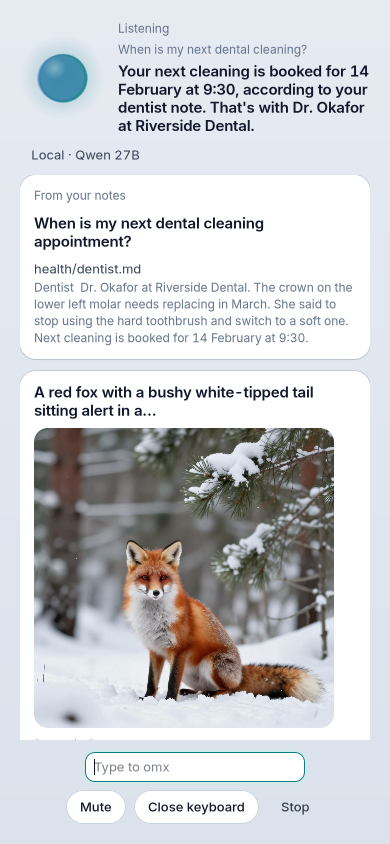 Listening
When is my next dental cleaning?
Your next cleaning is booked for 14
February at 9:30, according to your
dentist note. That's with Dr. Okafor
at Riverside Dental.
Local · Qwen 27B
From your notes
When is my next dental cleaning
appointment?
health/dentist.md
Dentist  Dr. Okafor at Riverside Dental. The crown on the
lower left molar needs replacing in March. She said to
stop using the hard toothbrush and switch to a soft one.
Next cleaning is booked for 14 February at 9:30.
A red fox with a bushy white-tipped tail
sitting alert in a...
Type to omx
Mute
Close keyboard
Stop